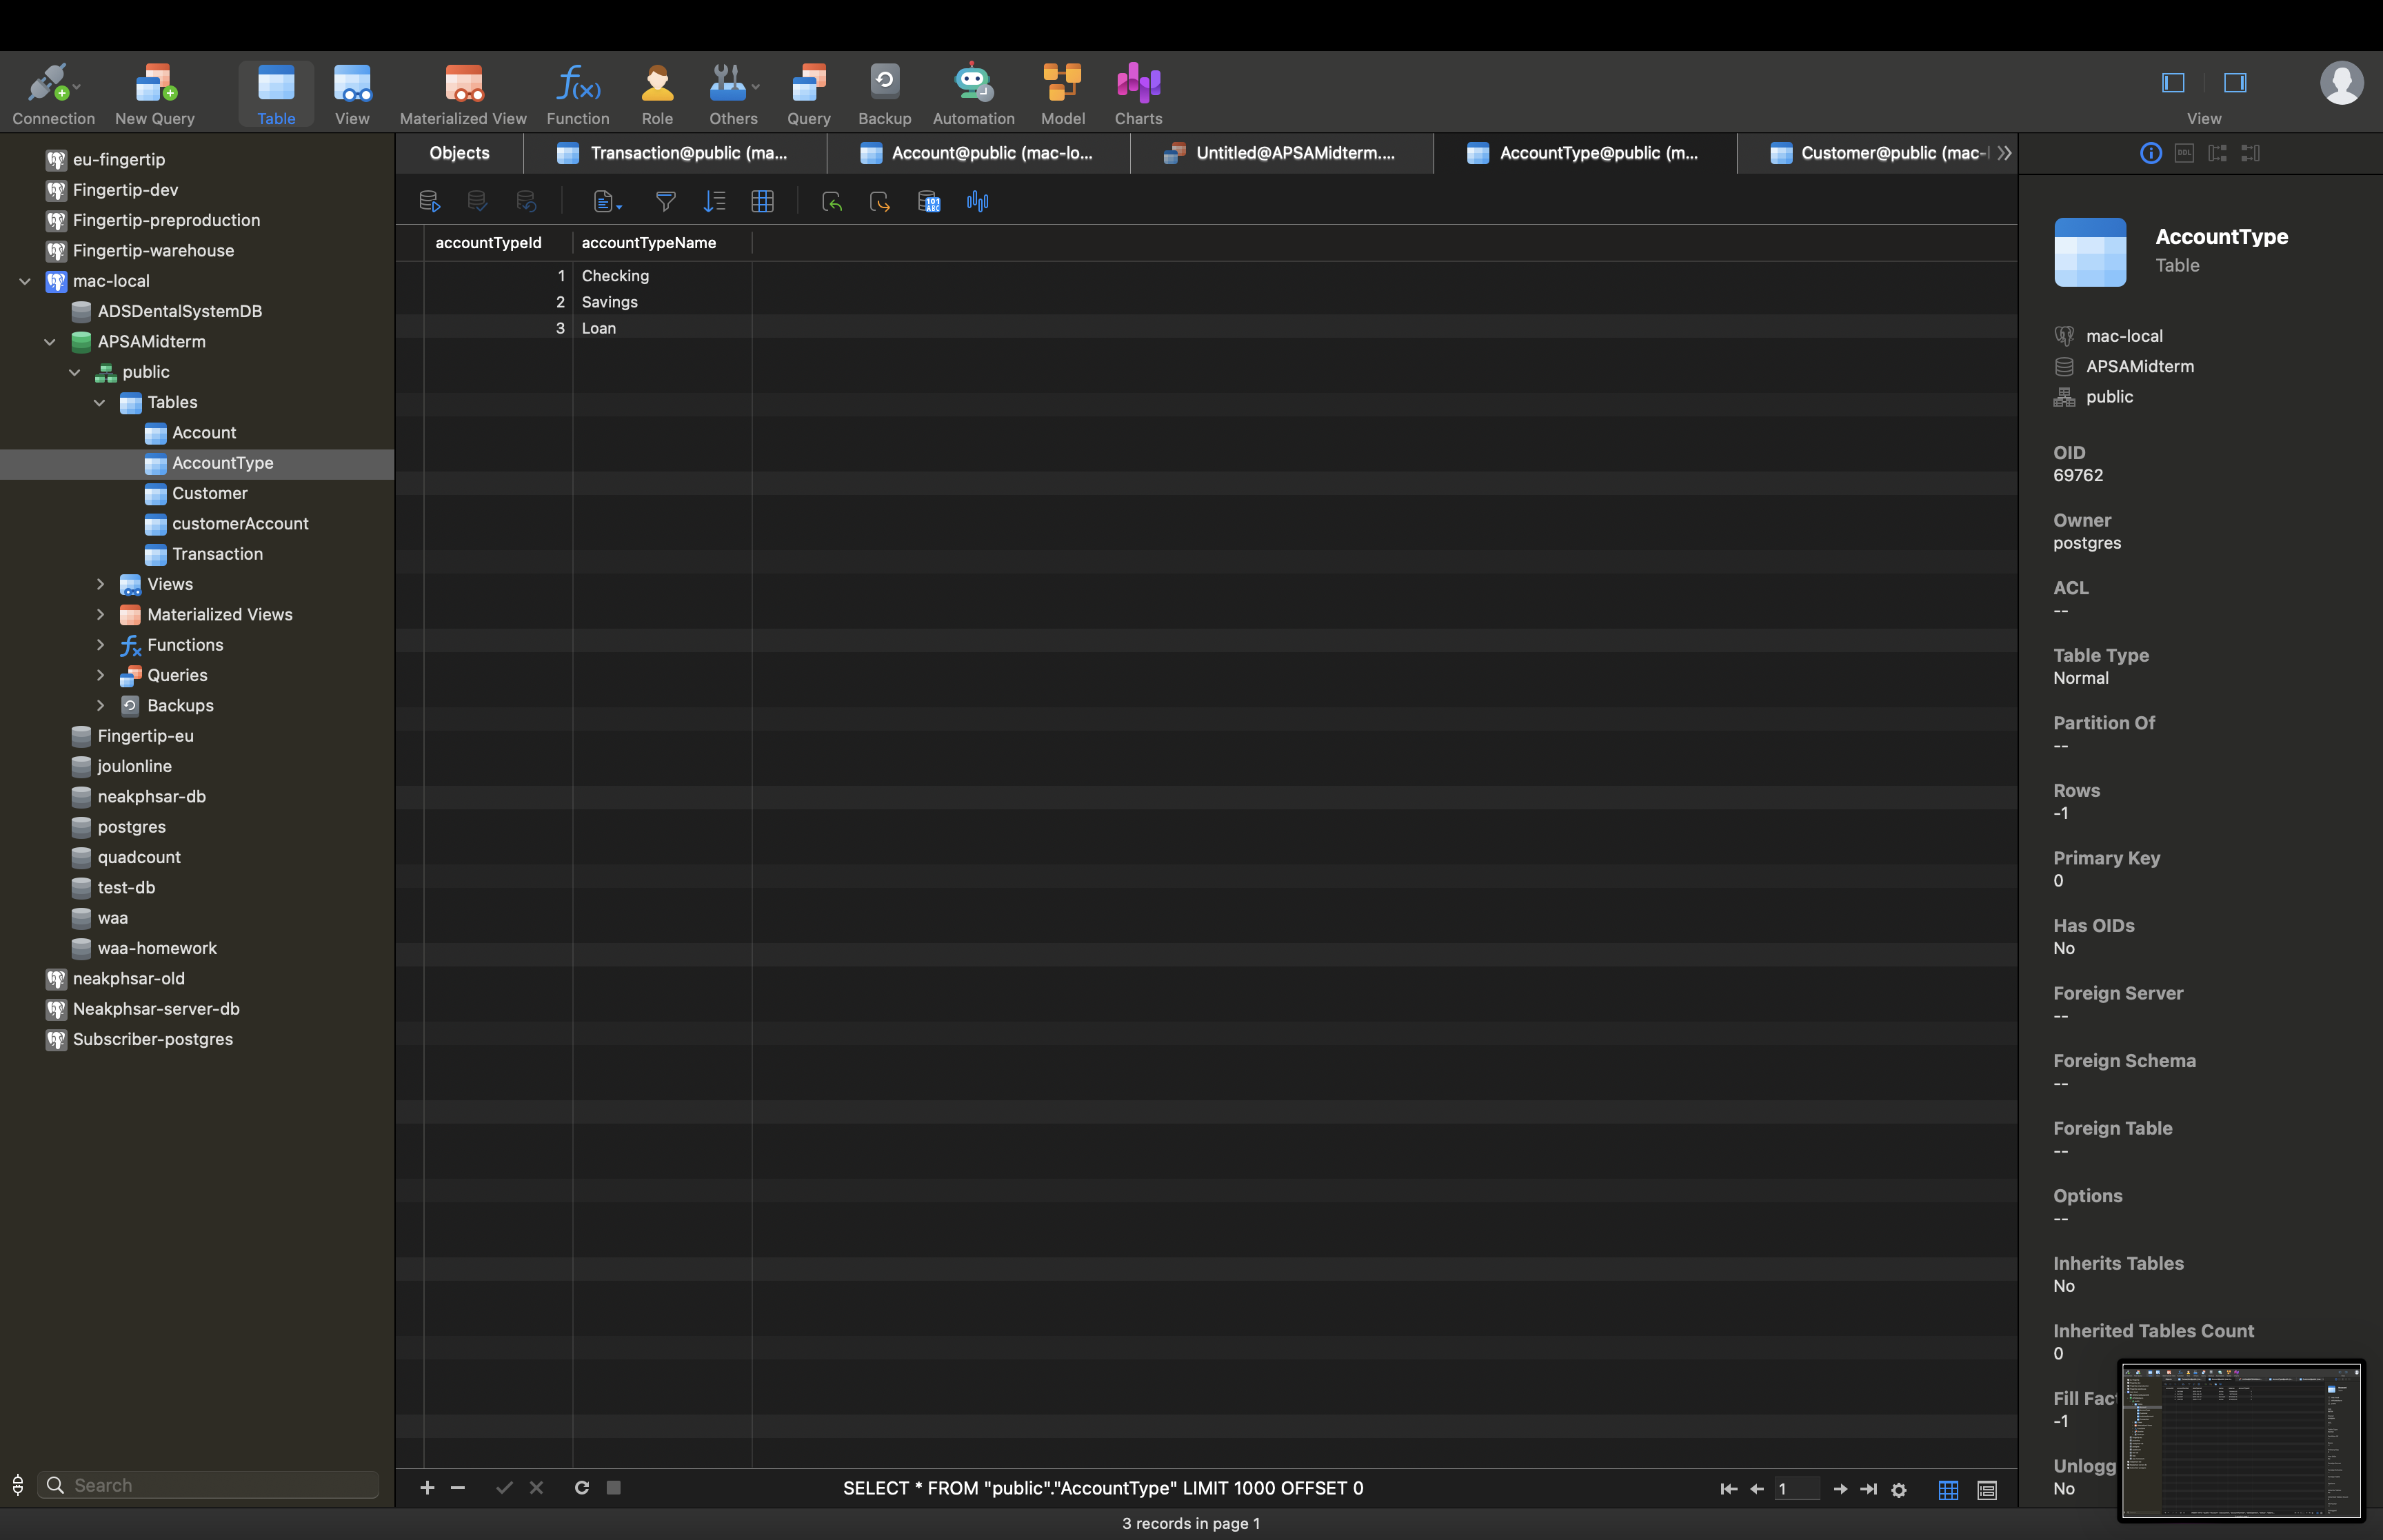 Connection
New Query
Table
View
Materialized View
Function
Role
Others
Query
Backup
Automation
Model
Charts
View
eu-fingertip
Fingertip-dev
Fingertip-preproduction
Fingertip-warehouse
mac-local
ADSDentalSystemDB
APSAMidterm
public
Tables
Account
AccountType
Customer
customerAccount
Transaction
Views
Materialized Views
Functions
Queries
Backups
Fingertip-eu
joulonline
neakphsar-db
postgres
quadcount
test-db
waa
waa-homework
neakphsar-old
Neakphsar-server-db
Subscriber-postgres
Search
Objects
Transaction@public (ma...
Account@public (mac-lo...
Untitled@APSAMidterm....
AccountType@public (m...
Customer@public (mac-
accountTypeId accountTypeName
1 Checking
2 Savings
3 Loan
SELECT * FROM "public"."AccountType" LIMIT 1000 OFFSET 0
1
3 records in page 1
AccountType
Table
mac-local
APSAMidterm
public
OID
69762
Owner
postgres
ACL
--
Table Type
Normal
Partition Of
--
Rows
-1
Primary Key
0
Has OIDs
No
Foreign Server
--
Foreign Schema
--
Foreign Table
--
Options
--
Inherits Tables
No
Inherited Tables Count
0
Fill Fac
-1
Unlogg
No